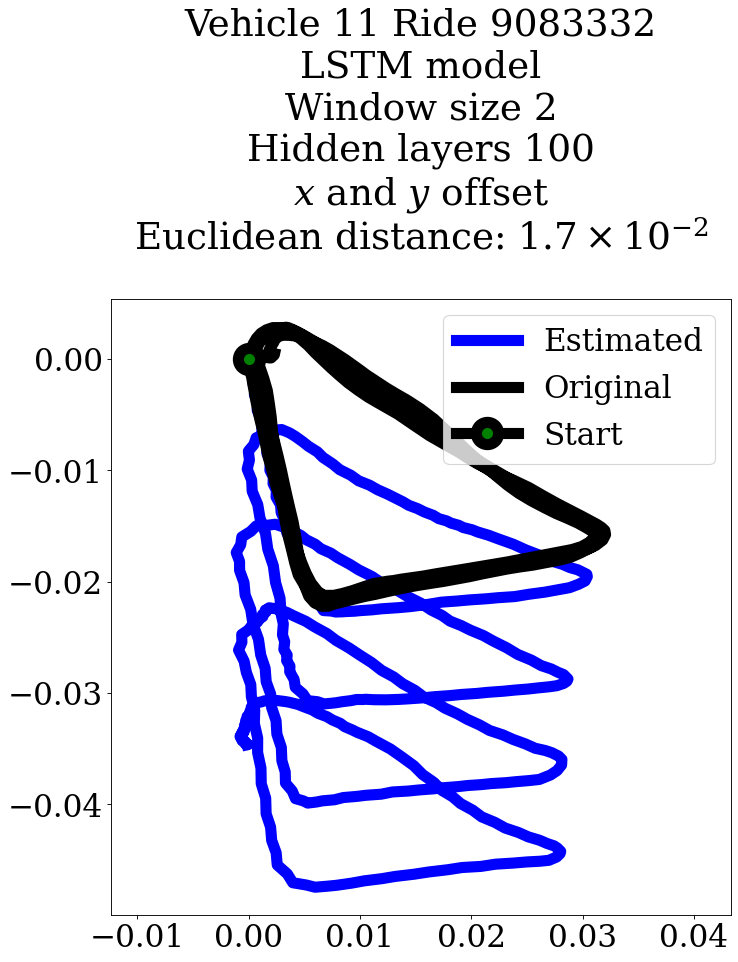 Vehicle 11 Ride 9083332
LSTM model
Window size 2
Hidden layers 100
x and y offset
Euclidean distance: 1.7 × 10⁻²
Estimated
Original
Start
0.00
−0.01
−0.02
−0.03
−0.04
−0.01 0.00 0.01 0.02 0.03 0.04